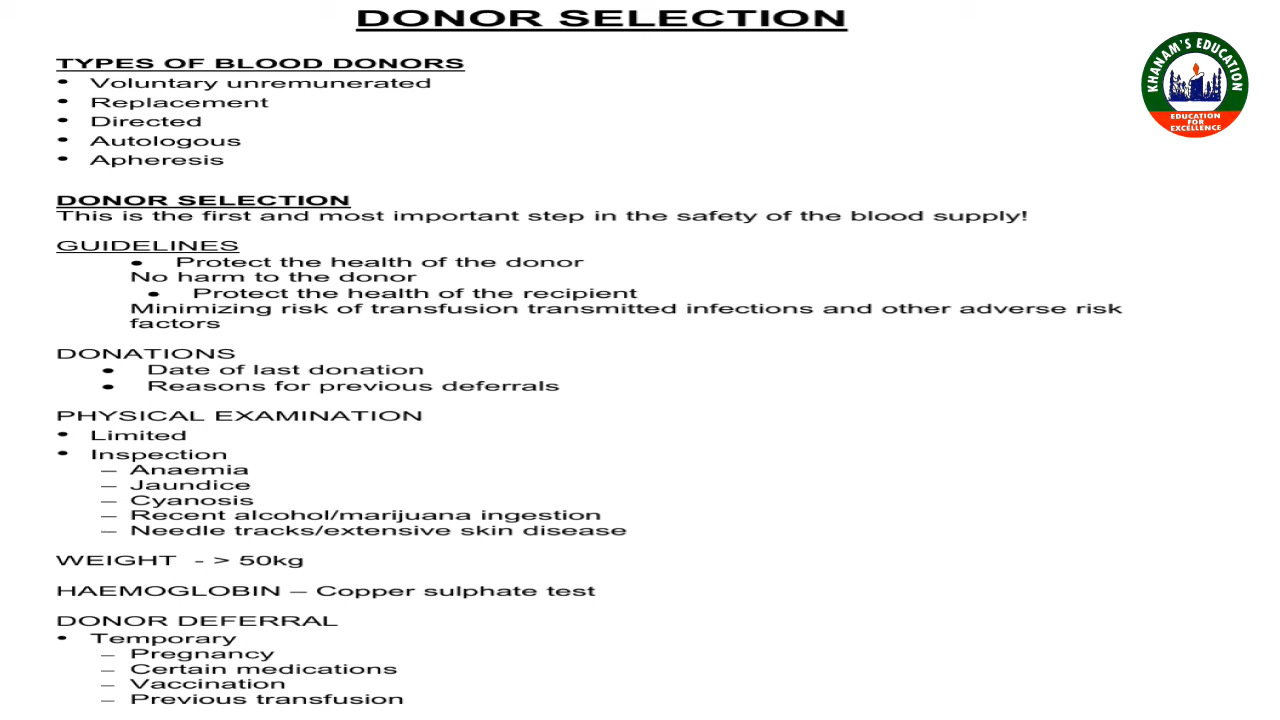 DONOR SELECTION
KHANAM'S EDUCATION
EDUCATION
FOR
EXCELLENCE
TYPES OF BLOOD DONORS
• Voluntary unremunerated
• Replacement
• Directed
• Autologous
• Apheresis
DONOR SELECTION
This is the first and most important step in the safety of the blood supply!
GUIDELINES
• Protect the health of the donor
No harm to the donor
• Protect the health of the recipient
Minimizing risk of transfusion transmitted infections and other adverse risk
factors
DONATIONS
• Date of last donation
• Reasons for previous deferrals
PHYSICAL EXAMINATION
• Limited
• Inspection
– Anaemia
– Jaundice
– Cyanosis
– Recent alcohol/marijuana ingestion
– Needle tracks/extensive skin disease
WEIGHT - > 50kg
HAEMOGLOBIN – Copper sulphate test
DONOR DEFERRAL
• Temporary
– Pregnancy
– Certain medications
– Vaccination
– Previous transfusion